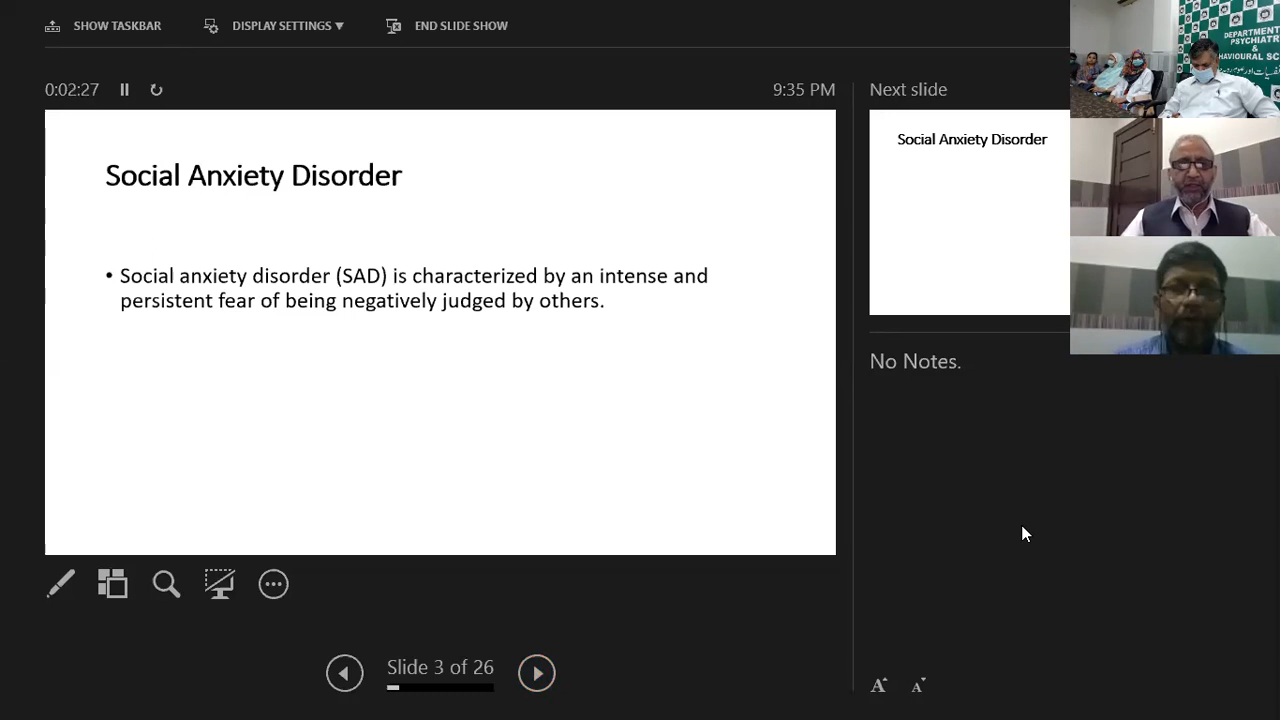 SHOW TASKBAR
DISPLAY SETTINGS ▼
END SLIDE SHOW
0:02:27
9:35 PM
Social Anxiety Disorder
• Social anxiety disorder (SAD) is characterized by an intense and
persistent fear of being negatively judged by others.
Slide 3 of 26
Next slide
Social Anxiety Disorder
No Notes.
A
A
DEPARTMENT
PSYCHIATR
&
HAVIOURAL SC